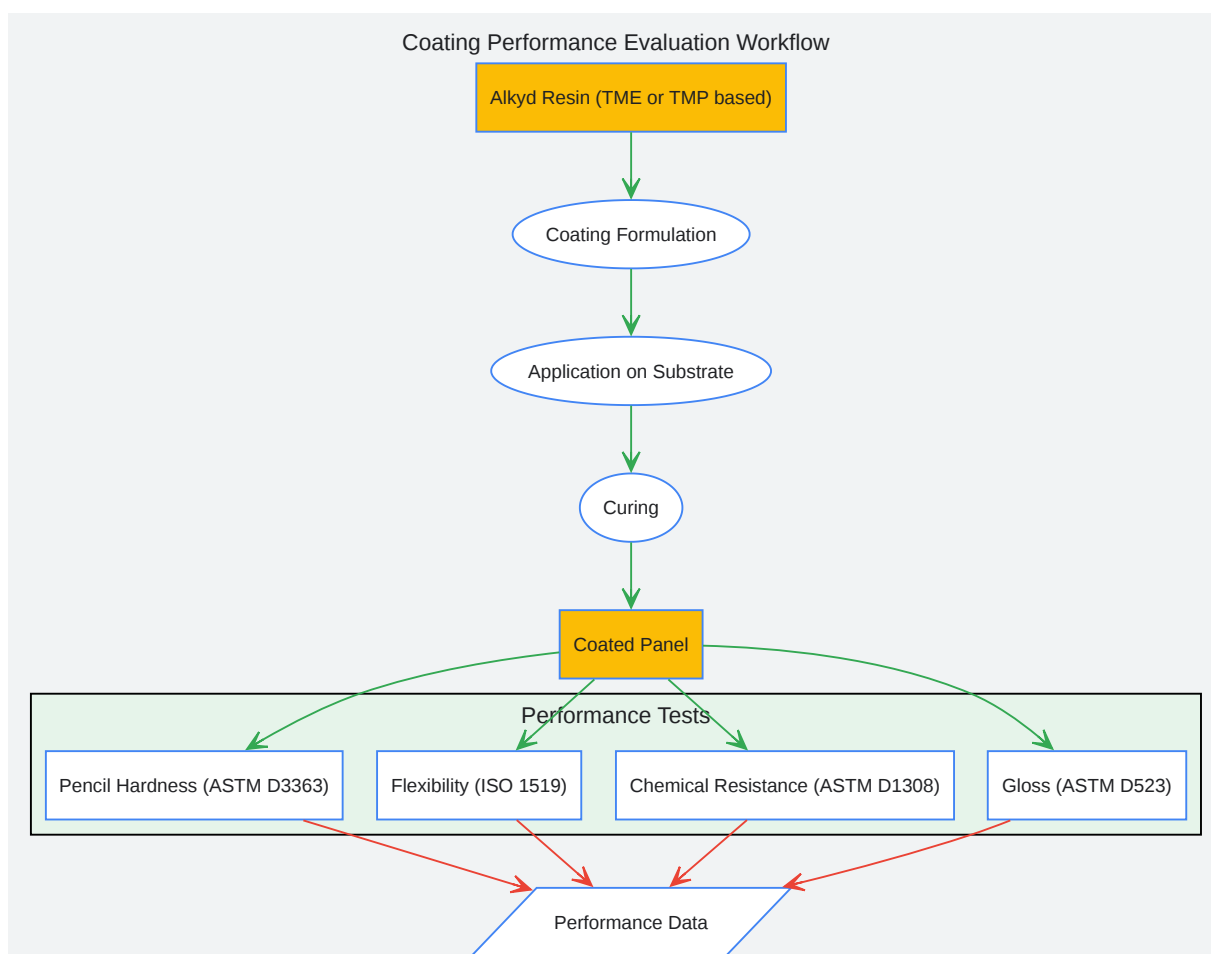 Coating Performance Evaluation Workflow
Alkyd Resin (TME or TMP based)
Coating Formulation
Application on Substrate
Curing
Coated Panel
Performance Tests
Pencil Hardness (ASTM D3363)
Flexibility (ISO 1519)
Chemical Resistance (ASTM D1308)
Gloss (ASTM D523)
Performance Data